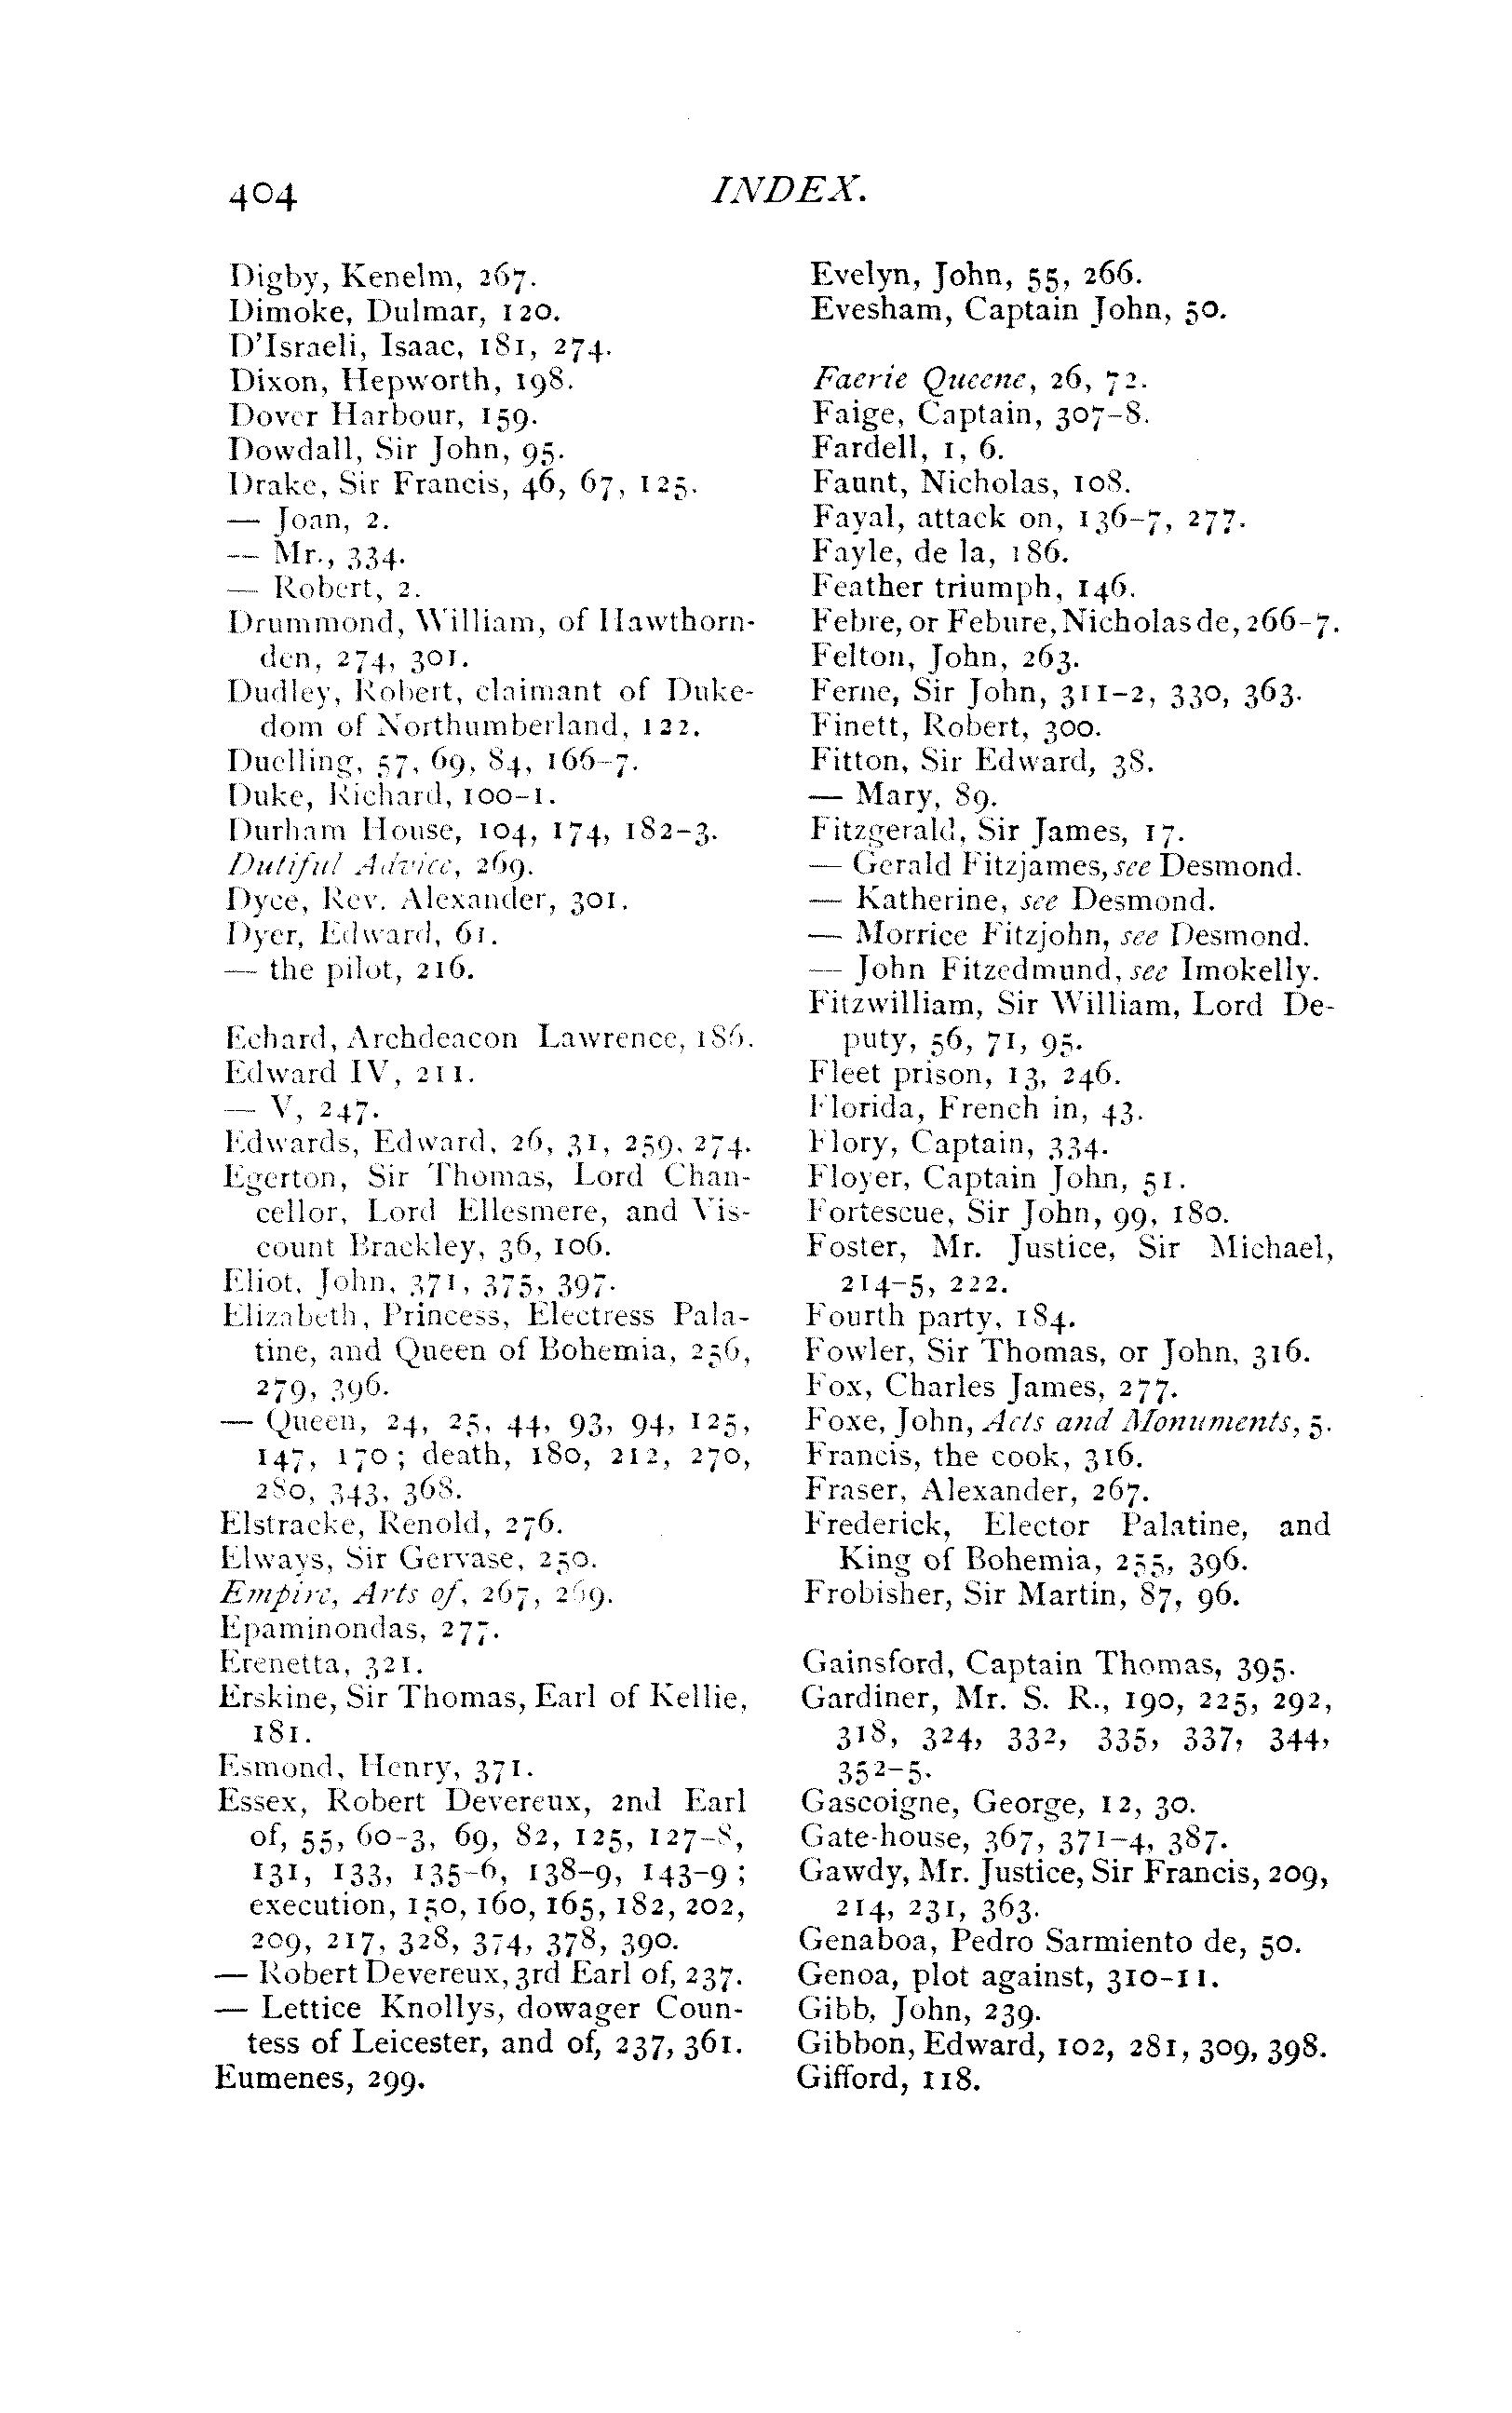 404
INDEX.
Digby, Kenelm, 267.
Dimoke, Dulmar, 120.
D'Israeli, Isaac, 181, 274.
Dixon, Hepworth, 198.
Dover Harbour, 159.
Dowdall, Sir John, 95.
Drake, Sir Francis, 46, 67, 125.
— Joan, 2.
— Mr., 334.
— Robert, 2.
Drummond, William, of Hawthorn-
den, 274, 301.
Dudley, Robert, claimant of Duke-
dom of Northumberland, 122.
Duelling, 57, 69, 84, 166-7.
Duke, Richard, 100-1.
Durham House, 104, 174, 182-3.
Dutiful Advice, 269.
Dyce, Rev. Alexander, 301.
Dyer, Edward, 61.
— the pilot, 216.
Echard, Archdeacon Lawrence, 186.
Edward IV, 211.
— V, 247.
Edwards, Edward, 26, 31, 259, 274.
Egerton, Sir Thomas, Lord Chan-
cellor, Lord Ellesmere, and Vis-
count Brackley, 36, 106.
Eliot, John, 371, 375, 397.
Elizabeth, Princess, Electress Pala-
tine, and Queen of Bohemia, 256,
279, 396.
— Queen, 24, 25, 44, 93, 94, 125,
147, 170; death, 180, 212, 270,
280, 343, 368.
Elstracke, Renold, 276.
Elways, Sir Gervase, 250.
Empire, Arts of, 267, 269.
Epaminondas, 277.
Erenetta, 321.
Erskine, Sir Thomas, Earl of Kellie,
181.
Esmond, Henry, 371.
Essex, Robert Devereux, 2nd Earl
of, 55, 60-3, 69, 82, 125, 127-8,
131, 133, 135-6, 138-9, 143-9;
execution, 150, 160, 165, 182, 202,
209, 217, 328, 374, 378, 390.
— Robert Devereux, 3rd Earl of, 237.
— Lettice Knollys, dowager Coun-
tess of Leicester, and of, 237, 361.
Eumenes, 299.
Evelyn, John, 55, 266.
Evesham, Captain John, 50.
Faerie Queene, 26, 72.
Faige, Captain, 307-8.
Fardell, 1, 6.
Faunt, Nicholas, 108.
Fayal, attack on, 136-7, 277.
Fayle, de la, 186.
Feather triumph, 146.
Febre, or Febure, Nicholas de, 266-7.
Felton, John, 263.
Ferne, Sir John, 311-2, 330, 363.
Finett, Robert, 300.
Fitton, Sir Edward, 38.
— Mary, 89.
Fitzgerald, Sir James, 17.
— Gerald Fitzjames, see Desmond.
— Katherine, see Desmond.
— Morrice Fitzjohn, see Desmond.
— John Fitzedmund, see Imokelly.
Fitzwilliam, Sir William, Lord De-
puty, 56, 71, 95.
Fleet prison, 13, 246.
Florida, French in, 43.
Flory, Captain, 334.
Floyer, Captain John, 51.
Fortescue, Sir John, 99, 180.
Foster, Mr. Justice, Sir Michael,
214-5, 222.
Fourth party, 184.
Fowler, Sir Thomas, or John, 316.
Fox, Charles James, 277.
Foxe, John, Acts and Monuments, 5.
Francis, the cook, 316.
Fraser, Alexander, 267.
Frederick, Elector Palatine, and
King of Bohemia, 255, 396.
Frobisher, Sir Martin, 87, 96.
Gainsford, Captain Thomas, 395.
Gardiner, Mr. S. R., 190, 225, 292,
318, 324, 332, 335, 337, 344,
352-5.
Gascoigne, George, 12, 30.
Gate-house, 367, 371-4, 387.
Gawdy, Mr. Justice, Sir Francis, 209,
214, 231, 363.
Genaboa, Pedro Sarmiento de, 50.
Genoa, plot against, 310-11.
Gibb, John, 239.
Gibbon, Edward, 102, 281, 309, 398.
Gifford, 118.